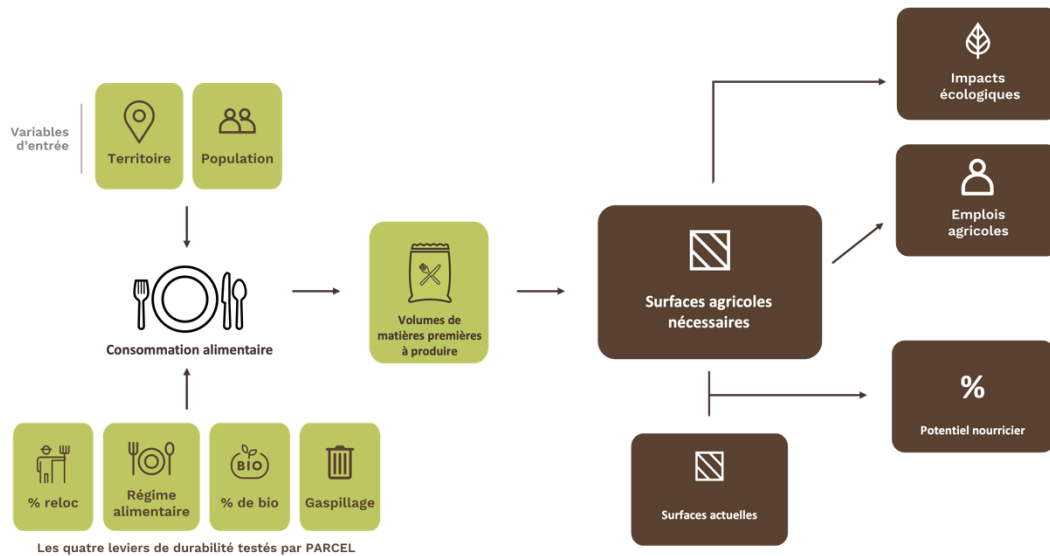 Variables
d'entrée
Territoire
Population
Consommation alimentaire
% reloc
Régime
alimentaire
BIO
% de bio
Gaspillage
Les quatre leviers de durabilité testés par PARCEL
Volumes de
matières premières
à produire
Surfaces agricoles
nécessaires
Surfaces actuelles
Impacts
écologiques
Emplois
agricoles
%
Potentiel nourricier